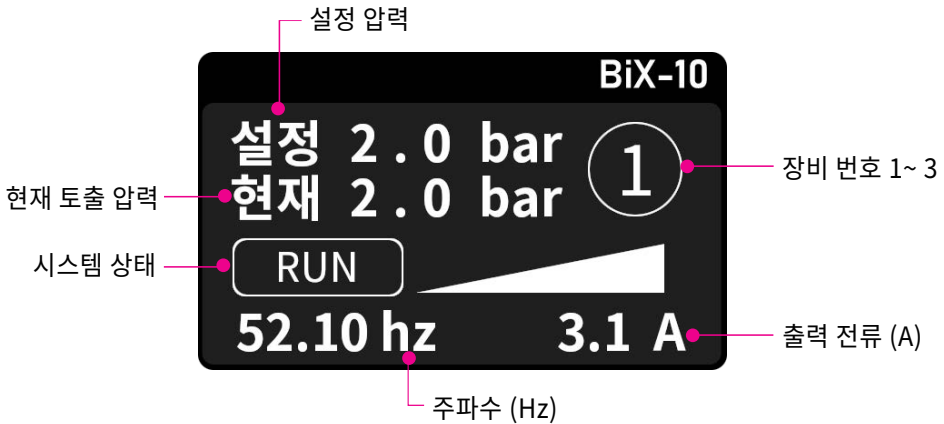 설정 압력
BiX-10
설정 2.0 bar
현재 2.0 bar
1
장비 번호 1~ 3
현재 토출 압력
시스템 상태
RUN
52.10 hz
3.1 A
출력 전류 (A)
주파수 (Hz)